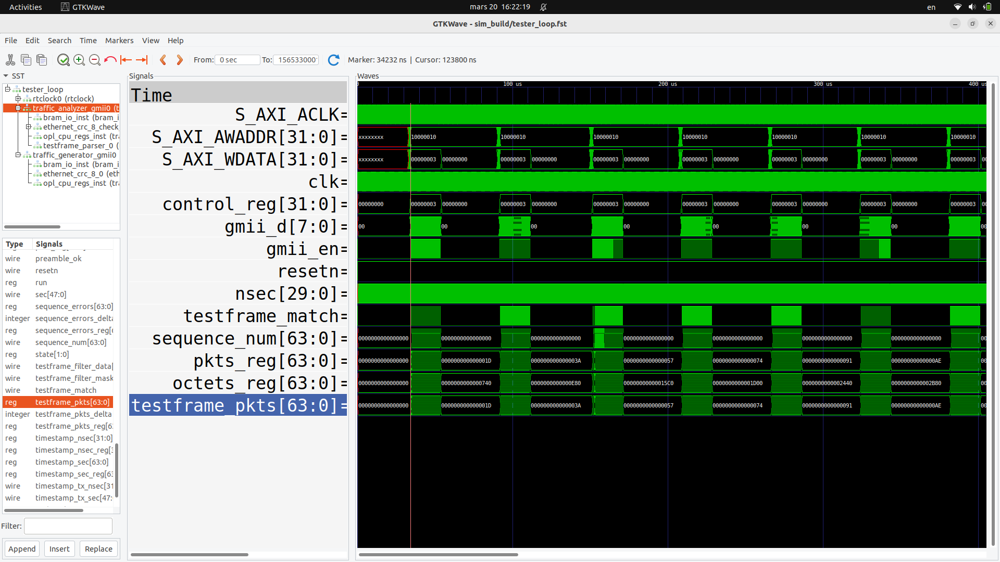 Activities GTKWave mars 20 16:22:19 en
GTKWave - sim_build/tester_loop.fst
File Edit Search Time Markers View Help
From: 0 sec To: 156533000 Marker: 34232 ns | Cursor: 123800 ns
SST
tester_loop
rtclock0 (rtclock)
traffic_analyzer_gmii0 (t
bram_io_inst (bram_i
ethernet_crc_8_check
opl_cpu_regs_inst (tra
testframe_parser_0 (
traffic_generator_gmii0
bram_io_inst (bram_i
ethernet_crc_8_0 (eth
opl_cpu_regs_inst (tra
Type Signals
wire preamble_ok
wire resetn
reg run
wire sec[47:0]
reg sequence_errors[63:0]
integer sequence_errors_delta
reg sequence_errors_reg[6
wire sequence_num[63:0]
reg state[1:0]
wire testframe_filter_data[
wire testframe_filter_mask
wire testframe_match
reg testframe_pkts[63:0]
integer testframe_pkts_delta
reg testframe_pkts_reg[6
reg timestamp_nsec[31:0]
reg timestamp_nsec_reg[3
reg timestamp_sec[63:0]
reg timestamp_sec_reg[63
wire timestamp_tx_nsec[31
wire timestamp_tx_sec[47:
Filter:
Append Insert Replace
Signals
Time
S_AXI_ACLK=
S_AXI_AWADDR[31:0]=
S_AXI_WDATA[31:0]=
clk=
control_reg[31:0]=
gmii_d[7:0]=
gmii_en=
resetn=
nsec[29:0]=
testframe_match=
sequence_num[63:0]=
pkts_reg[63:0]=
octets_reg[63:0]=
testframe_pkts[63:0]=
Waves
0 100 us 200 us 300 us 400 us
xxxxxxxx 10000010 10000010 10000010 10000010 10000010 10000010 10000010
xxxxxxxx 00000003 00000000 00000003 00000000 00000003 00000000 00000003 00000000 00000003 00000000 00000003 00000000 00000003 00
00000000 00000003 00000000 00000003 00000000 00000003 00000000 00000003 00000000 00000003 00000000 00000003 00000000 00000003 00
00 00 00 00 00 00 00 00
0000000000000000 0000000000000000 0000000000000000 0000000000000000 0000000000000000 0000000000000000 0000000000000000 00
0000000000000000 000000000000001D 000000000000003A 0000000000000057 0000000000000074 0000000000000091 00000000000000AE 00
0000000000000000 0000000000000740 0000000000000E80 00000000000015C0 0000000000001D00 0000000000002440 0000000000002B80 00
0000000000000000 000000000000001D 000000000000003A 0000000000000057 0000000000000074 0000000000000091 00000000000000AE 00